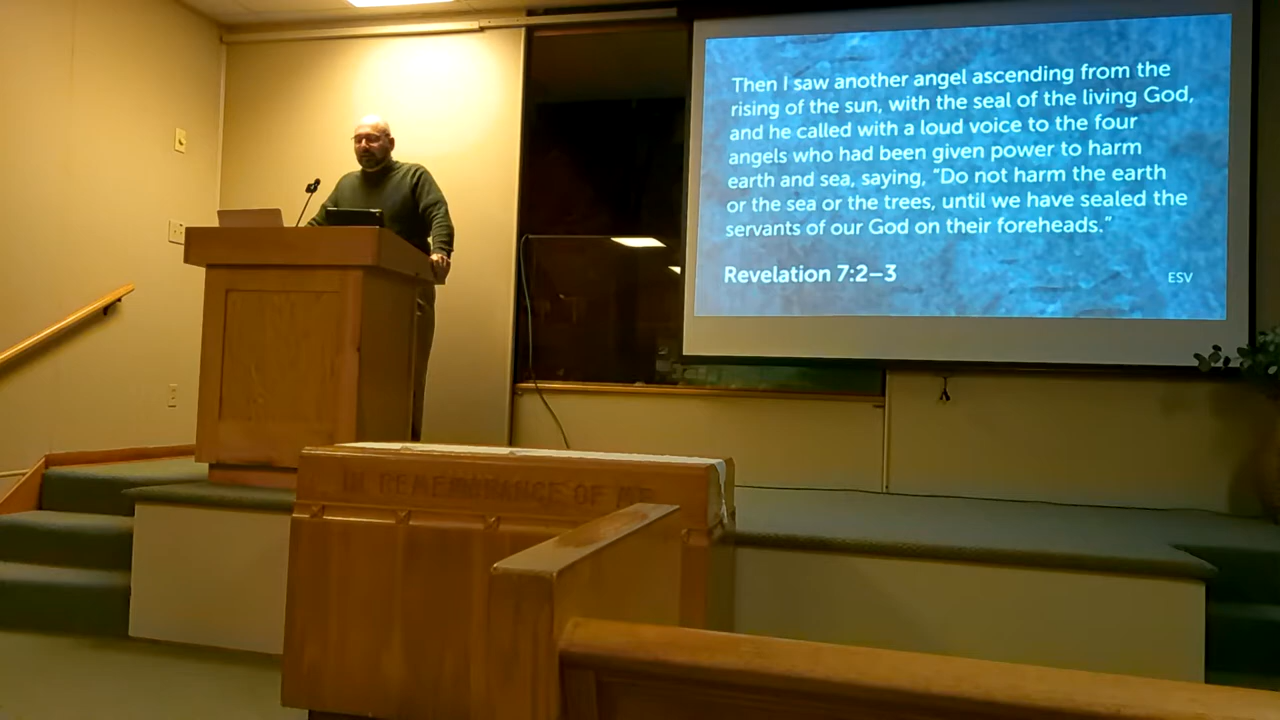 Then I saw another angel ascending from the
rising of the sun, with the seal of the living God,
and he called with a loud voice to the four
angels who had been given power to harm
earth and sea, saying, “Do not harm the earth
or the sea or the trees, until we have sealed the
servants of our God on their foreheads.”
Revelation 7:2–3
ESV
IN REMEMBRANCE OF ME